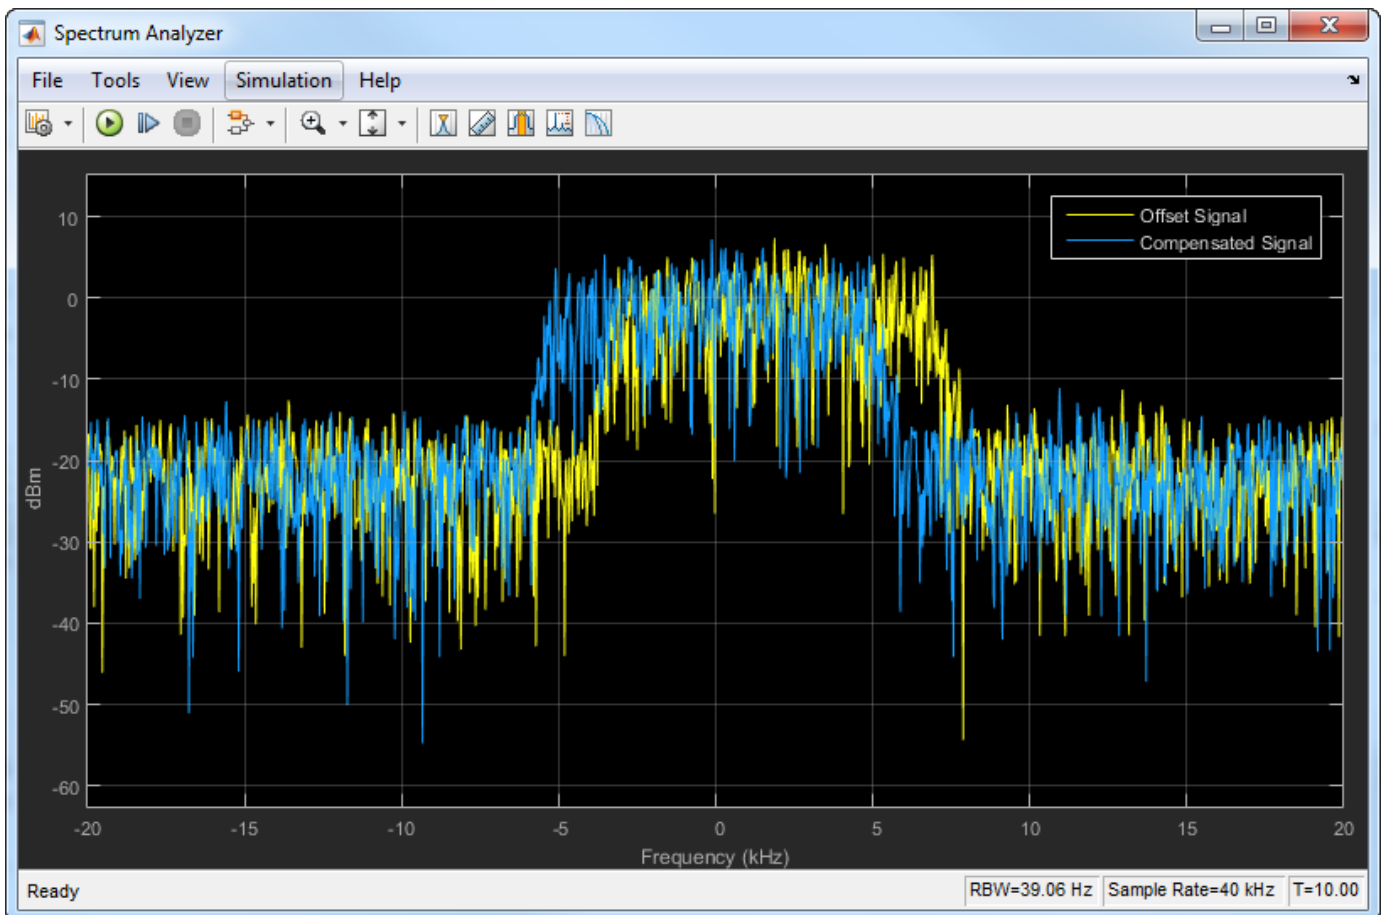 Spectrum Analyzer
File Tools View Simulation Help
Offset Signal
Compensated Signal
10
0
-10
-20
-30
-40
-50
-60
dBm
-20 -15 -10 -5 0 5 10 15 20
Frequency (kHz)
Ready RBW=39.06 Hz Sample Rate=40 kHz T=10.00